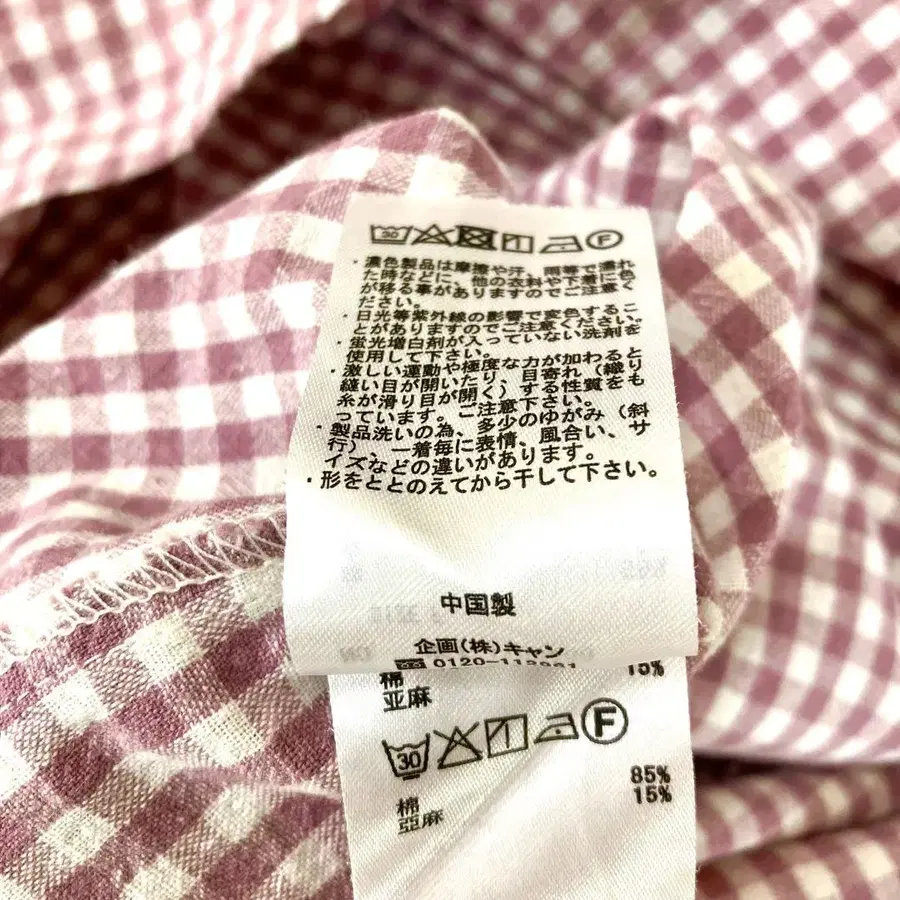 30 F
・濃色製品は摩擦や汗、雨等で濡れ
た時などに、他の衣料や下着に色
が移る事がありますのでご注意く
ださい。
・日光等紫外線の影響で変色するこ
とがありますのでご注意ください。
・蛍光増白剤が入っていない洗剤を
使用して下さい。
・激しい運動や極度な力が加わると
縫い目が開いたり、目寄れ（織り
糸が滑り目が開く）する性質をも
っています。ご注意下さい。
・製品洗いの為、多少のゆがみ（斜
行）、一着毎に表情、風合い、サ
イズなどの違いがあります。
・形をととのえてから干して下さい。
中国製
企画(株)キャン
0120-112
棉 15%
亚麻
30 F
棉 85%
亞麻 15%